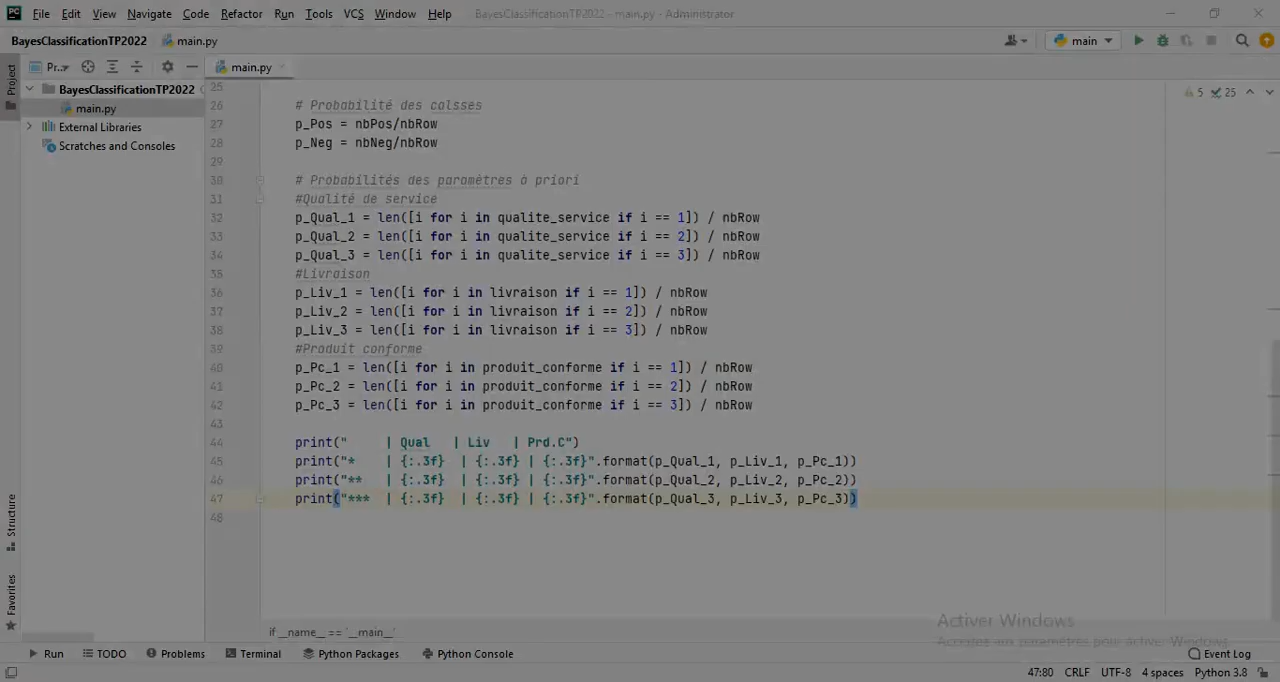 PC File Edit View Navigate Code Refactor Run Tools VCS Window Help BayesClassificationTP2022 - main.py - Administrator
BayesClassificationTP2022 main.py main
Project Pr.. main.py
BayesClassificationTP2022
main.py
External Libraries
Scratches and Consoles
5 25
25
26 # Probabilité des calsses
27 p_Pos = nbPos/nbRow
28 p_Neg = nbNeg/nbRow
29
30 # Probabilités des paramètres à priori
31 #Qualité de service
32 p_Qual_1 = len([i for i in qualite_service if i == 1]) / nbRow
33 p_Qual_2 = len([i for i in qualite_service if i == 2]) / nbRow
34 p_Qual_3 = len([i for i in qualite_service if i == 3]) / nbRow
35 #Livraison
36 p_Liv_1 = len([i for i in livraison if i == 1]) / nbRow
37 p_Liv_2 = len([i for i in livraison if i == 2]) / nbRow
38 p_Liv_3 = len([i for i in livraison if i == 3]) / nbRow
39 #Produit conforme
40 p_Pc_1 = len([i for i in produit_conforme if i == 1]) / nbRow
41 p_Pc_2 = len([i for i in produit_conforme if i == 2]) / nbRow
42 p_Pc_3 = len([i for i in produit_conforme if i == 3]) / nbRow
43
44 print("     | Qual   | Liv   | Prd.C")
45 print("*    | {:.3f}  | {:.3f} | {:.3f}".format(p_Qual_1, p_Liv_1, p_Pc_1))
46 print("**   | {:.3f}  | {:.3f} | {:.3f}".format(p_Qual_2, p_Liv_2, p_Pc_2))
47 print("***  | {:.3f}  | {:.3f} | {:.3f}".format(p_Qual_3, p_Liv_3, p_Pc_3))
48
Structure
Favorites
Activer Windows
Accédez aux paramètres pour activer Windows.
if __name__ == '__main__'
Run TODO Problems Terminal Python Packages Python Console Event Log
47:80 CRLF UTF-8 4 spaces Python 3.8